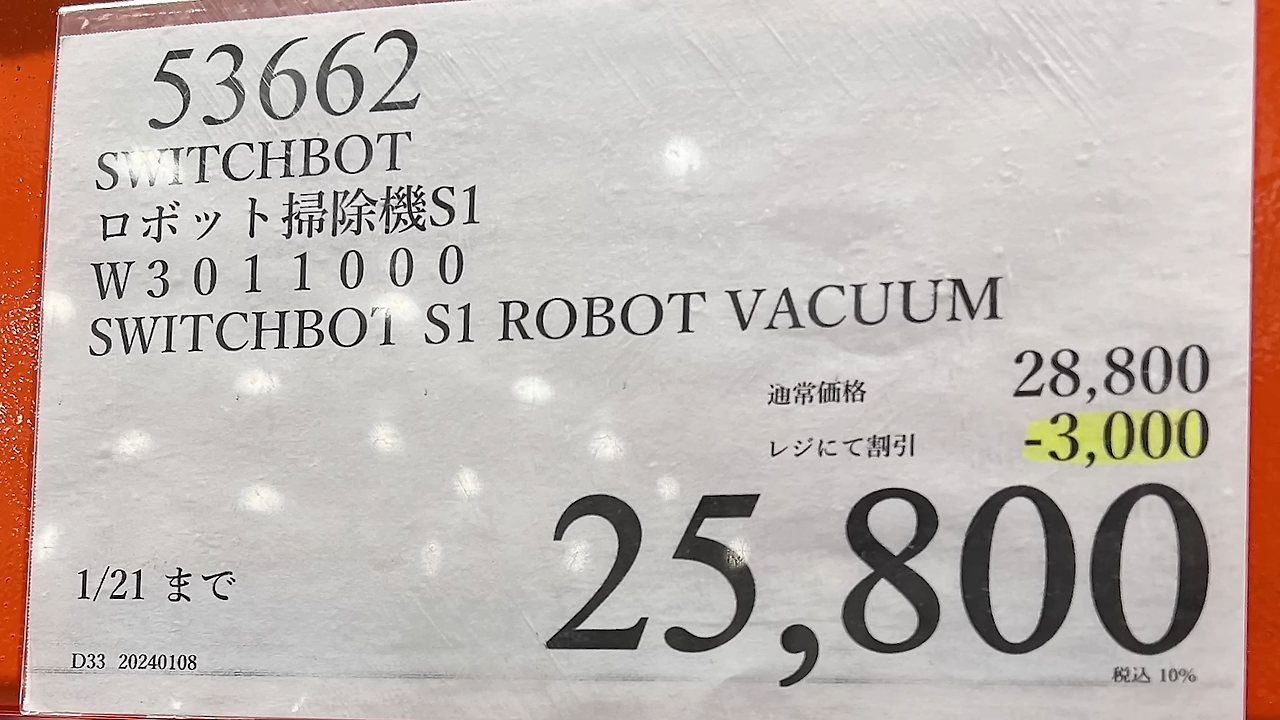 53662
SWITCHBOT
ロボット掃除機S1
W3011000
SWITCHBOT S1 ROBOT VACUUM
通常価格 28,800
レジにて割引 -3,000
25,800
1/21 まで
D33 20240108
税込 10%